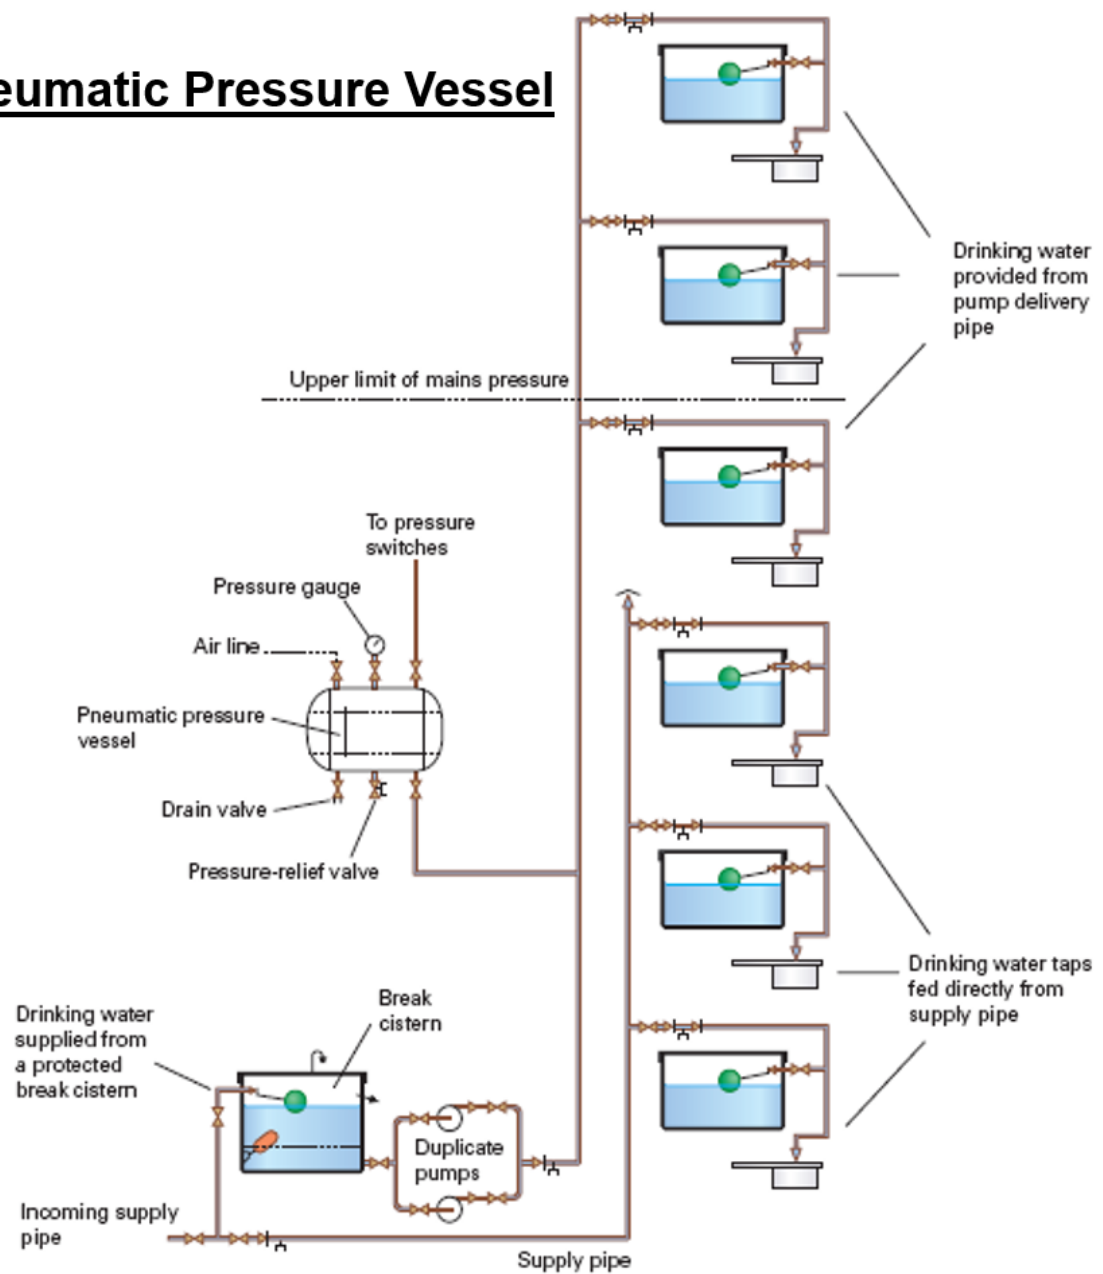 eumatic Pressure Vessel
Drinking water
provided from
pump delivery
pipe
Upper limit of mains pressure
To pressure
switches
Pressure gauge
Air line
Pneumatic pressure
vessel
Drain valve
Pressure-relief valve
Drinking water
supplied from
a protected
break cistern
Break
cistern
Duplicate
pumps
Drinking water taps
fed directly from
supply pipe
Incoming supply
pipe
Supply pipe